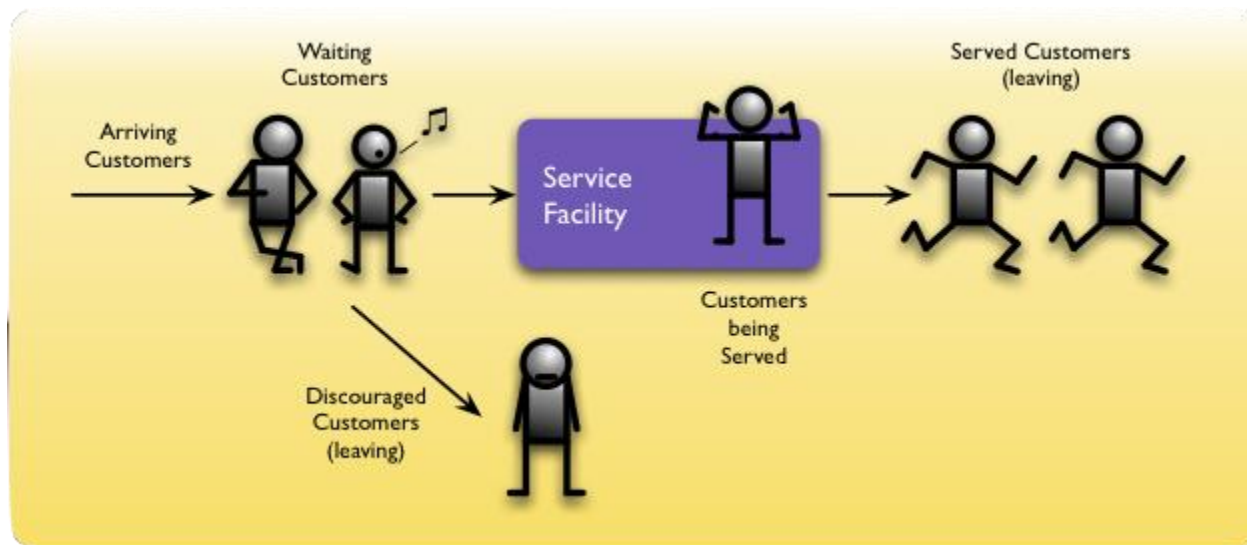 Waiting
Customers
Served Customers
(leaving)
Arriving
Customers
Service
Facility
Customers
being
Served
Discouraged
Customers
(leaving)